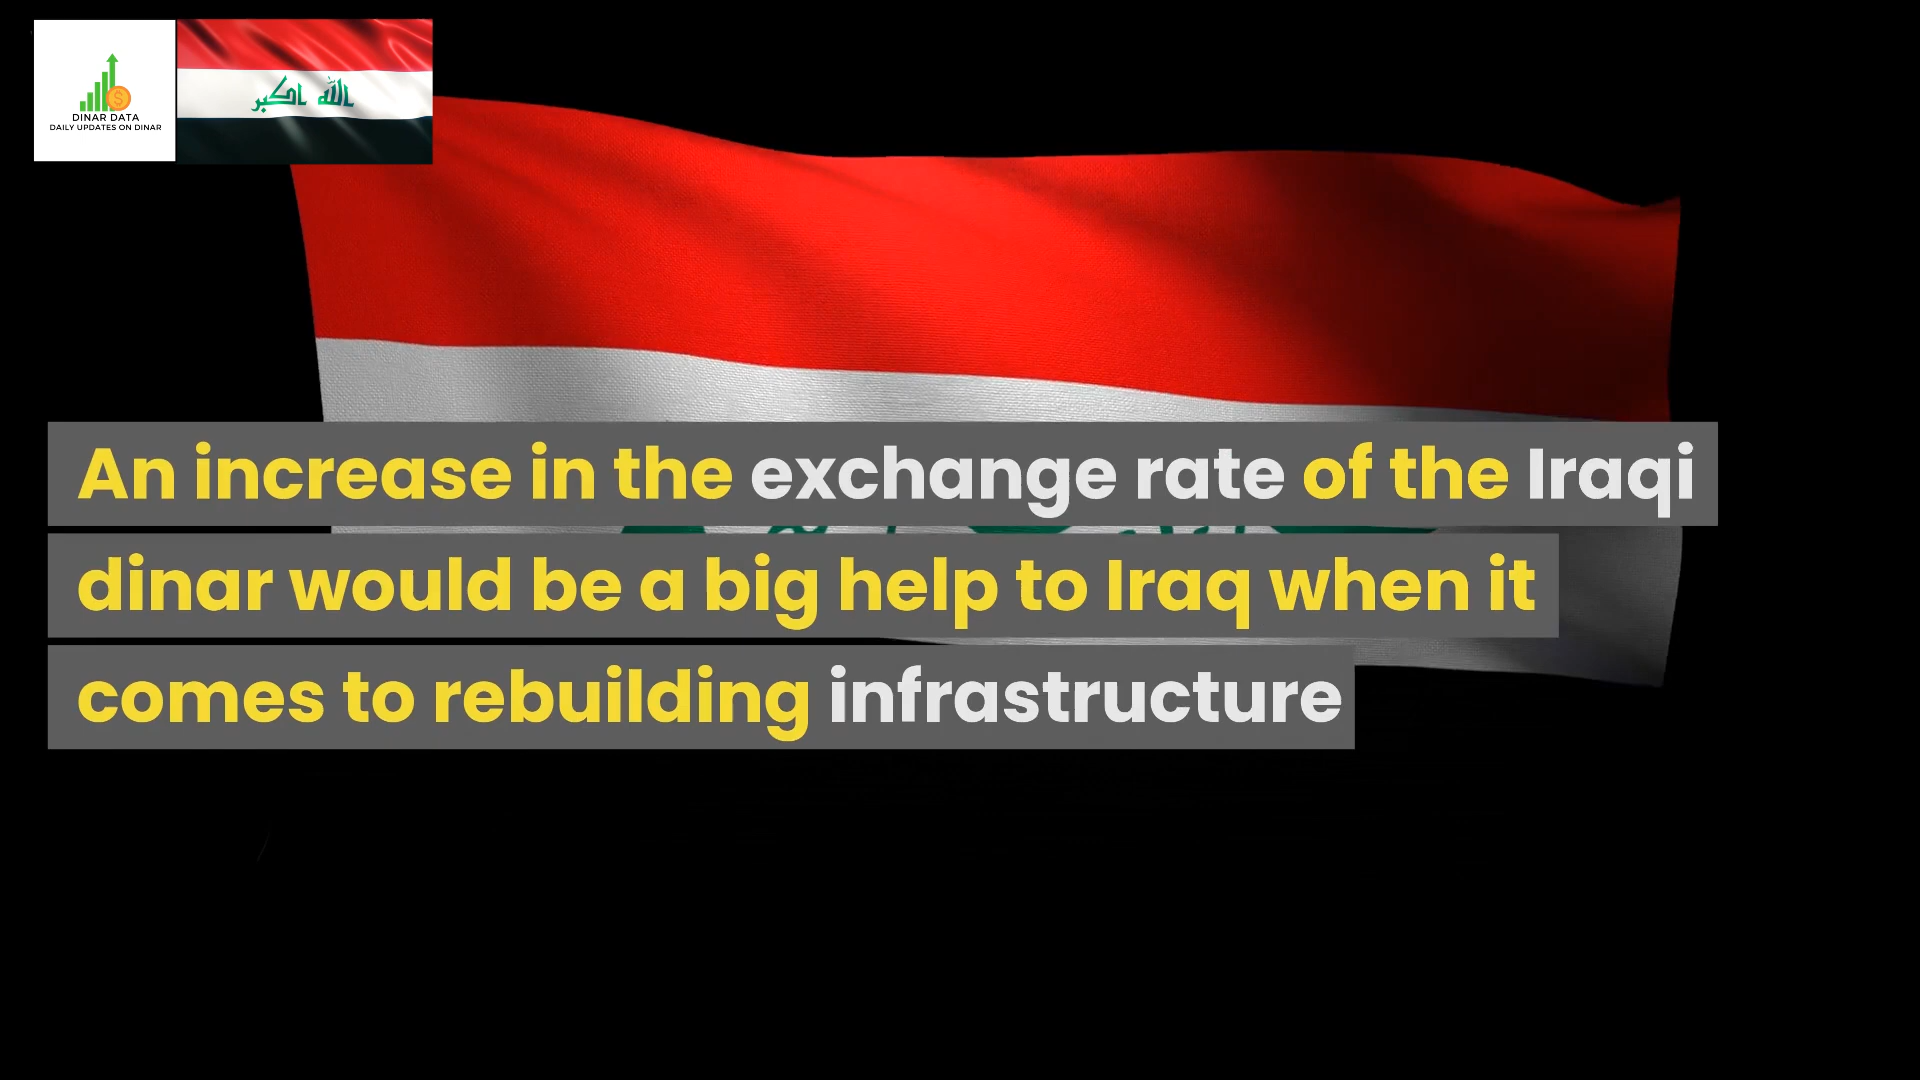 DINAR DATA
DAILY UPDATES ON DINAR
الله اكبر
An increase in the exchange rate of the Iraqi
dinar would be a big help to Iraq when it
comes to rebuilding infrastructure